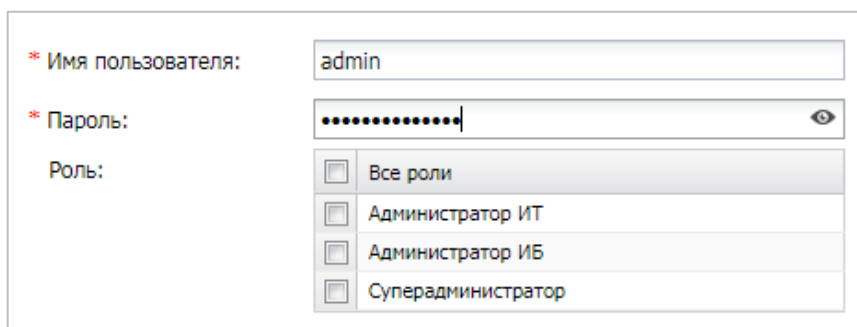 * Имя пользователя: admin
* Пароль: ••••••••••••••
Роль: Все роли
Администратор ИТ
Администратор ИБ
Суперадминистратор